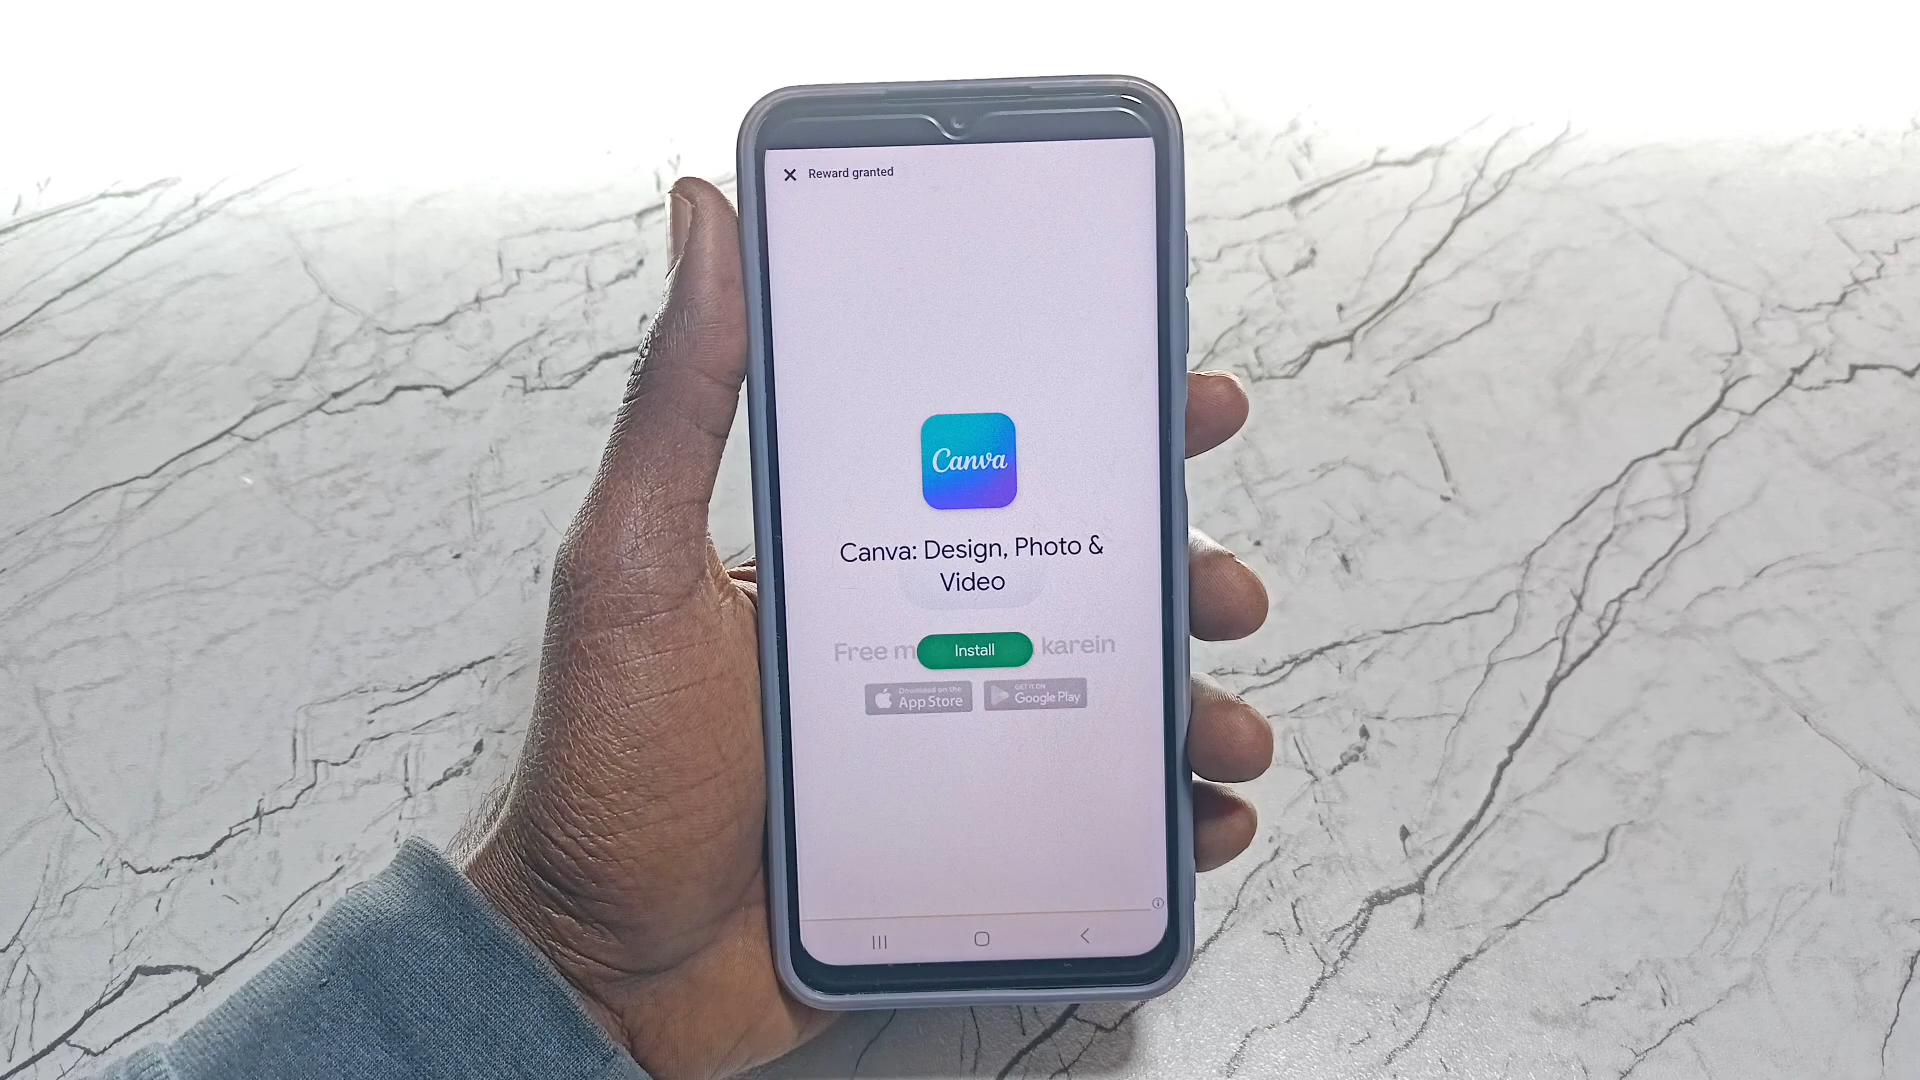 Reward granted
Canva
Canva: Design, Photo &
Video
Free m
Install
karein
Download on the
App Store
GET IT ON
Google Play